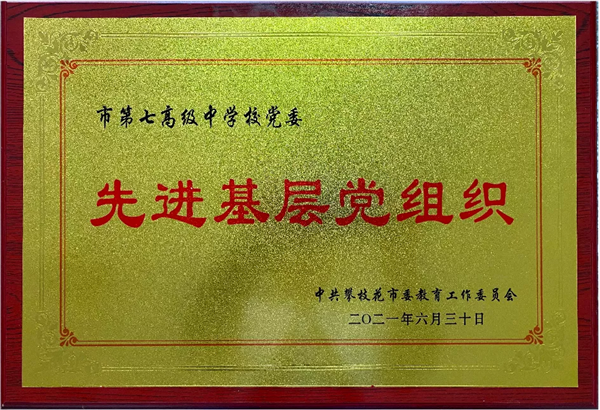 市第七高级中学校党委
先进基层党组织
中共攀枝花市委教育工作委员会
二〇二一年六月三十日